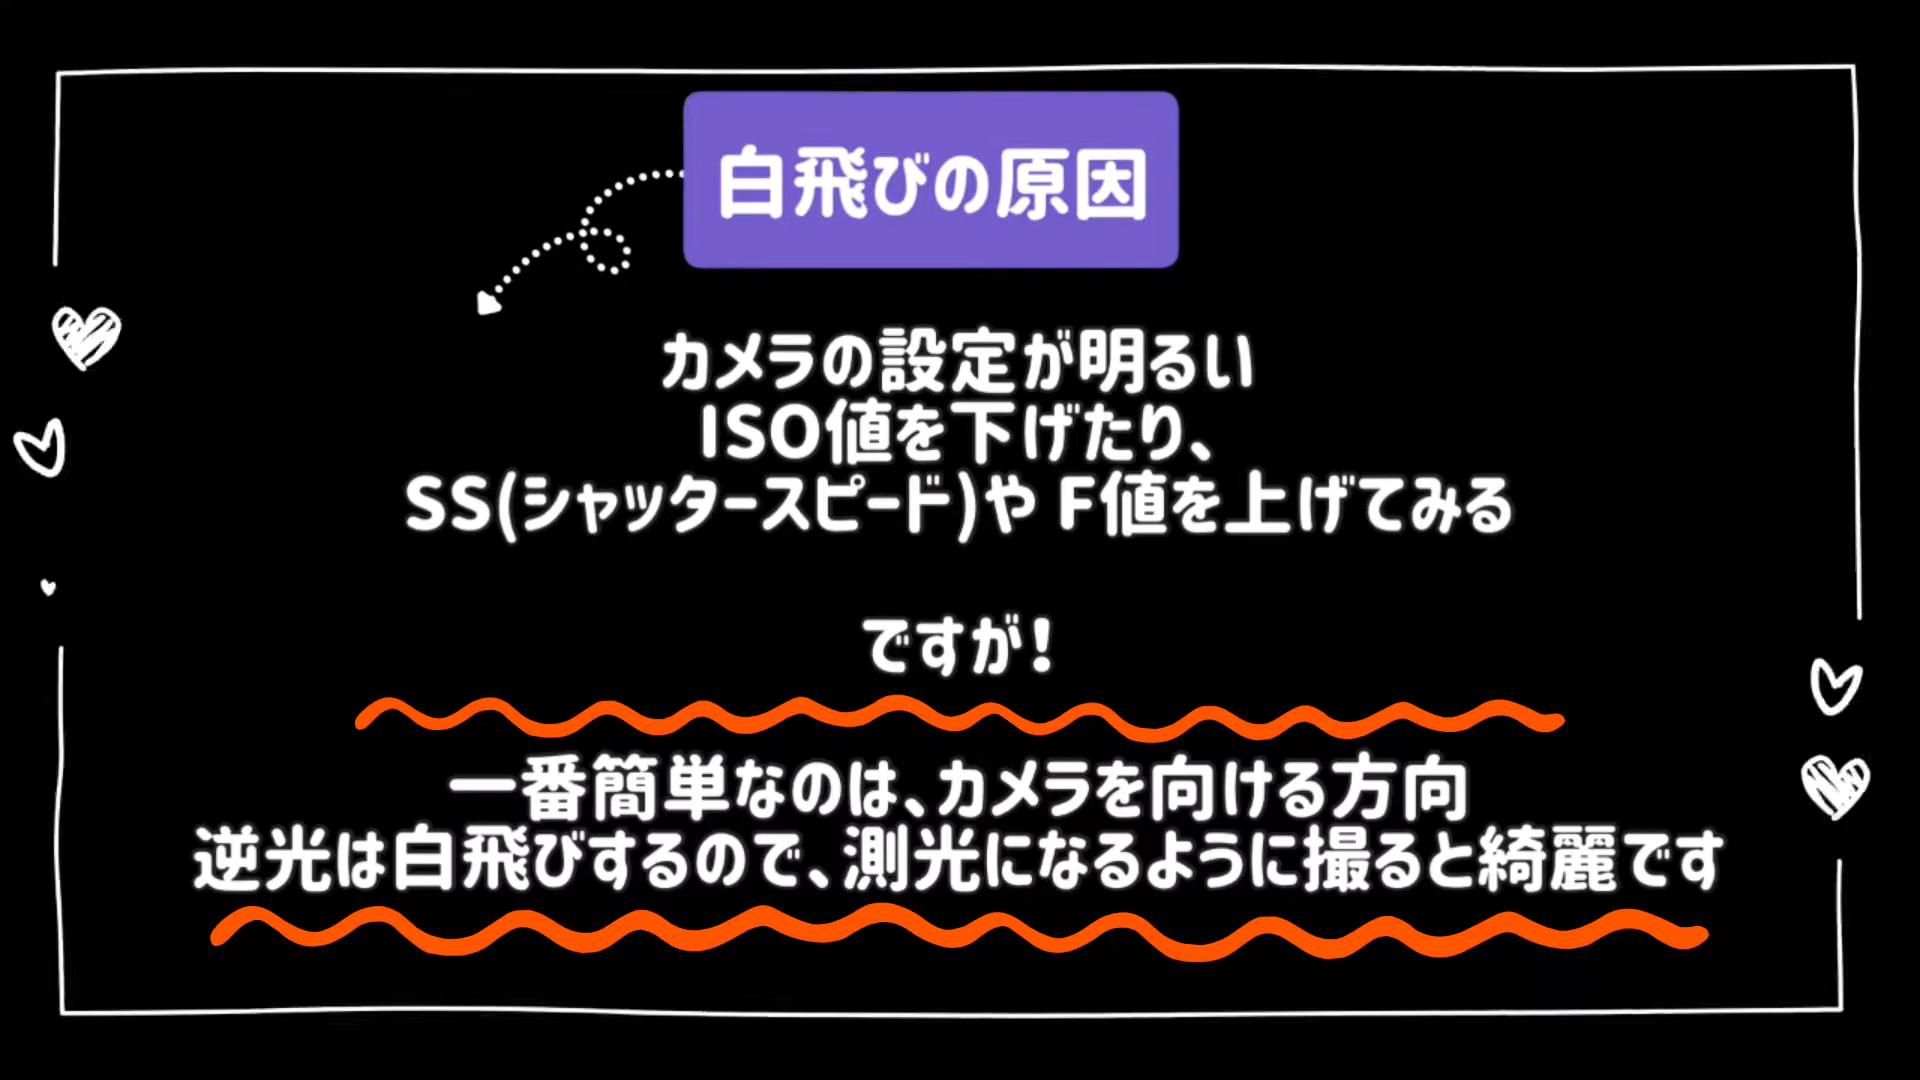 白飛びの原因
カメラの設定が明るい
ISO値を下げたり、
SS(シャッタースピード)や F値を上げてみる
ですが!
一番簡単なのは、カメラを向ける方向
逆光は白飛びするので、測光になるように撮ると綺麗です